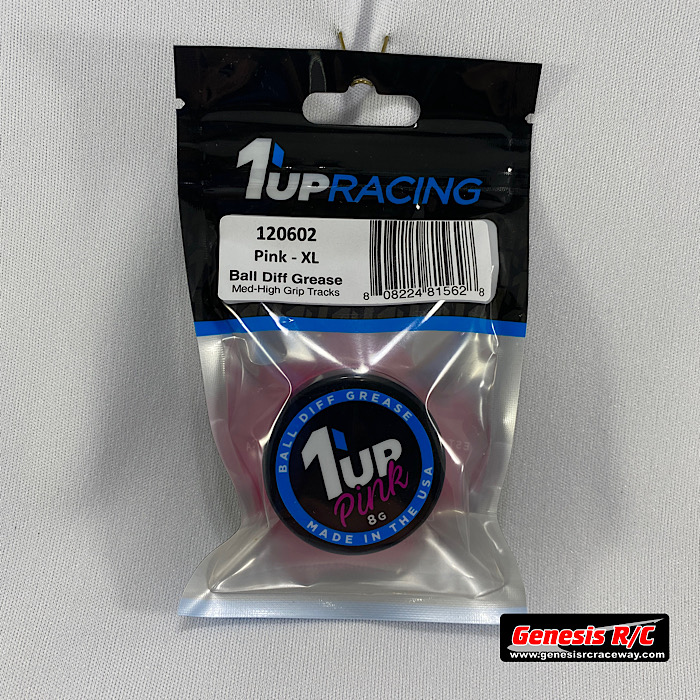 1UP RACING
120602
Pink - XL
Ball Diff Grease
Med-High Grip Tracks
8 08224 81562 8
BALL DIFF GREASE
1UP
Pink
8G
MADE IN THE USA
Genesis R/C
www.genesisrcraceway.com